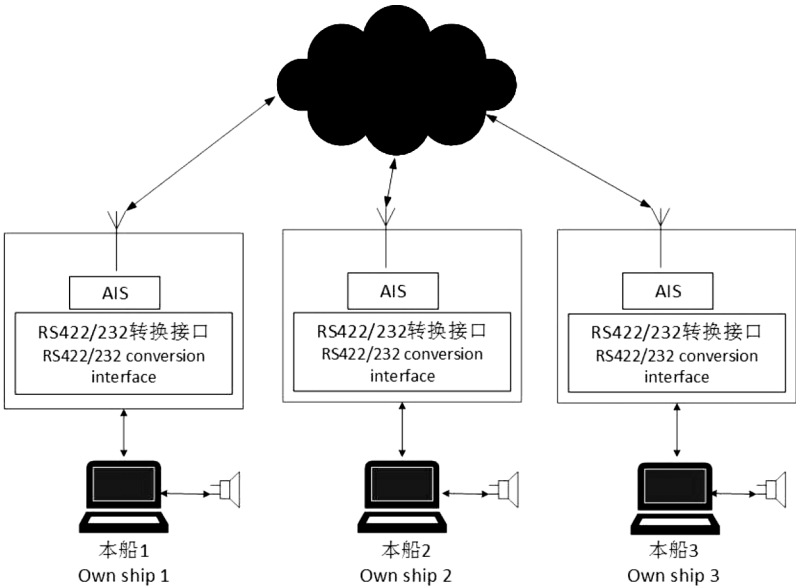 AIS
RS422/232转换接口
RS422/232 conversion
interface
本船1
Own ship 1
AIS
RS422/232转换接口
RS422/232 conversion
interface
本船2
Own ship 2
AIS
RS422/232转换接口
RS422/232 conversion
interface
本船3
Own ship 3